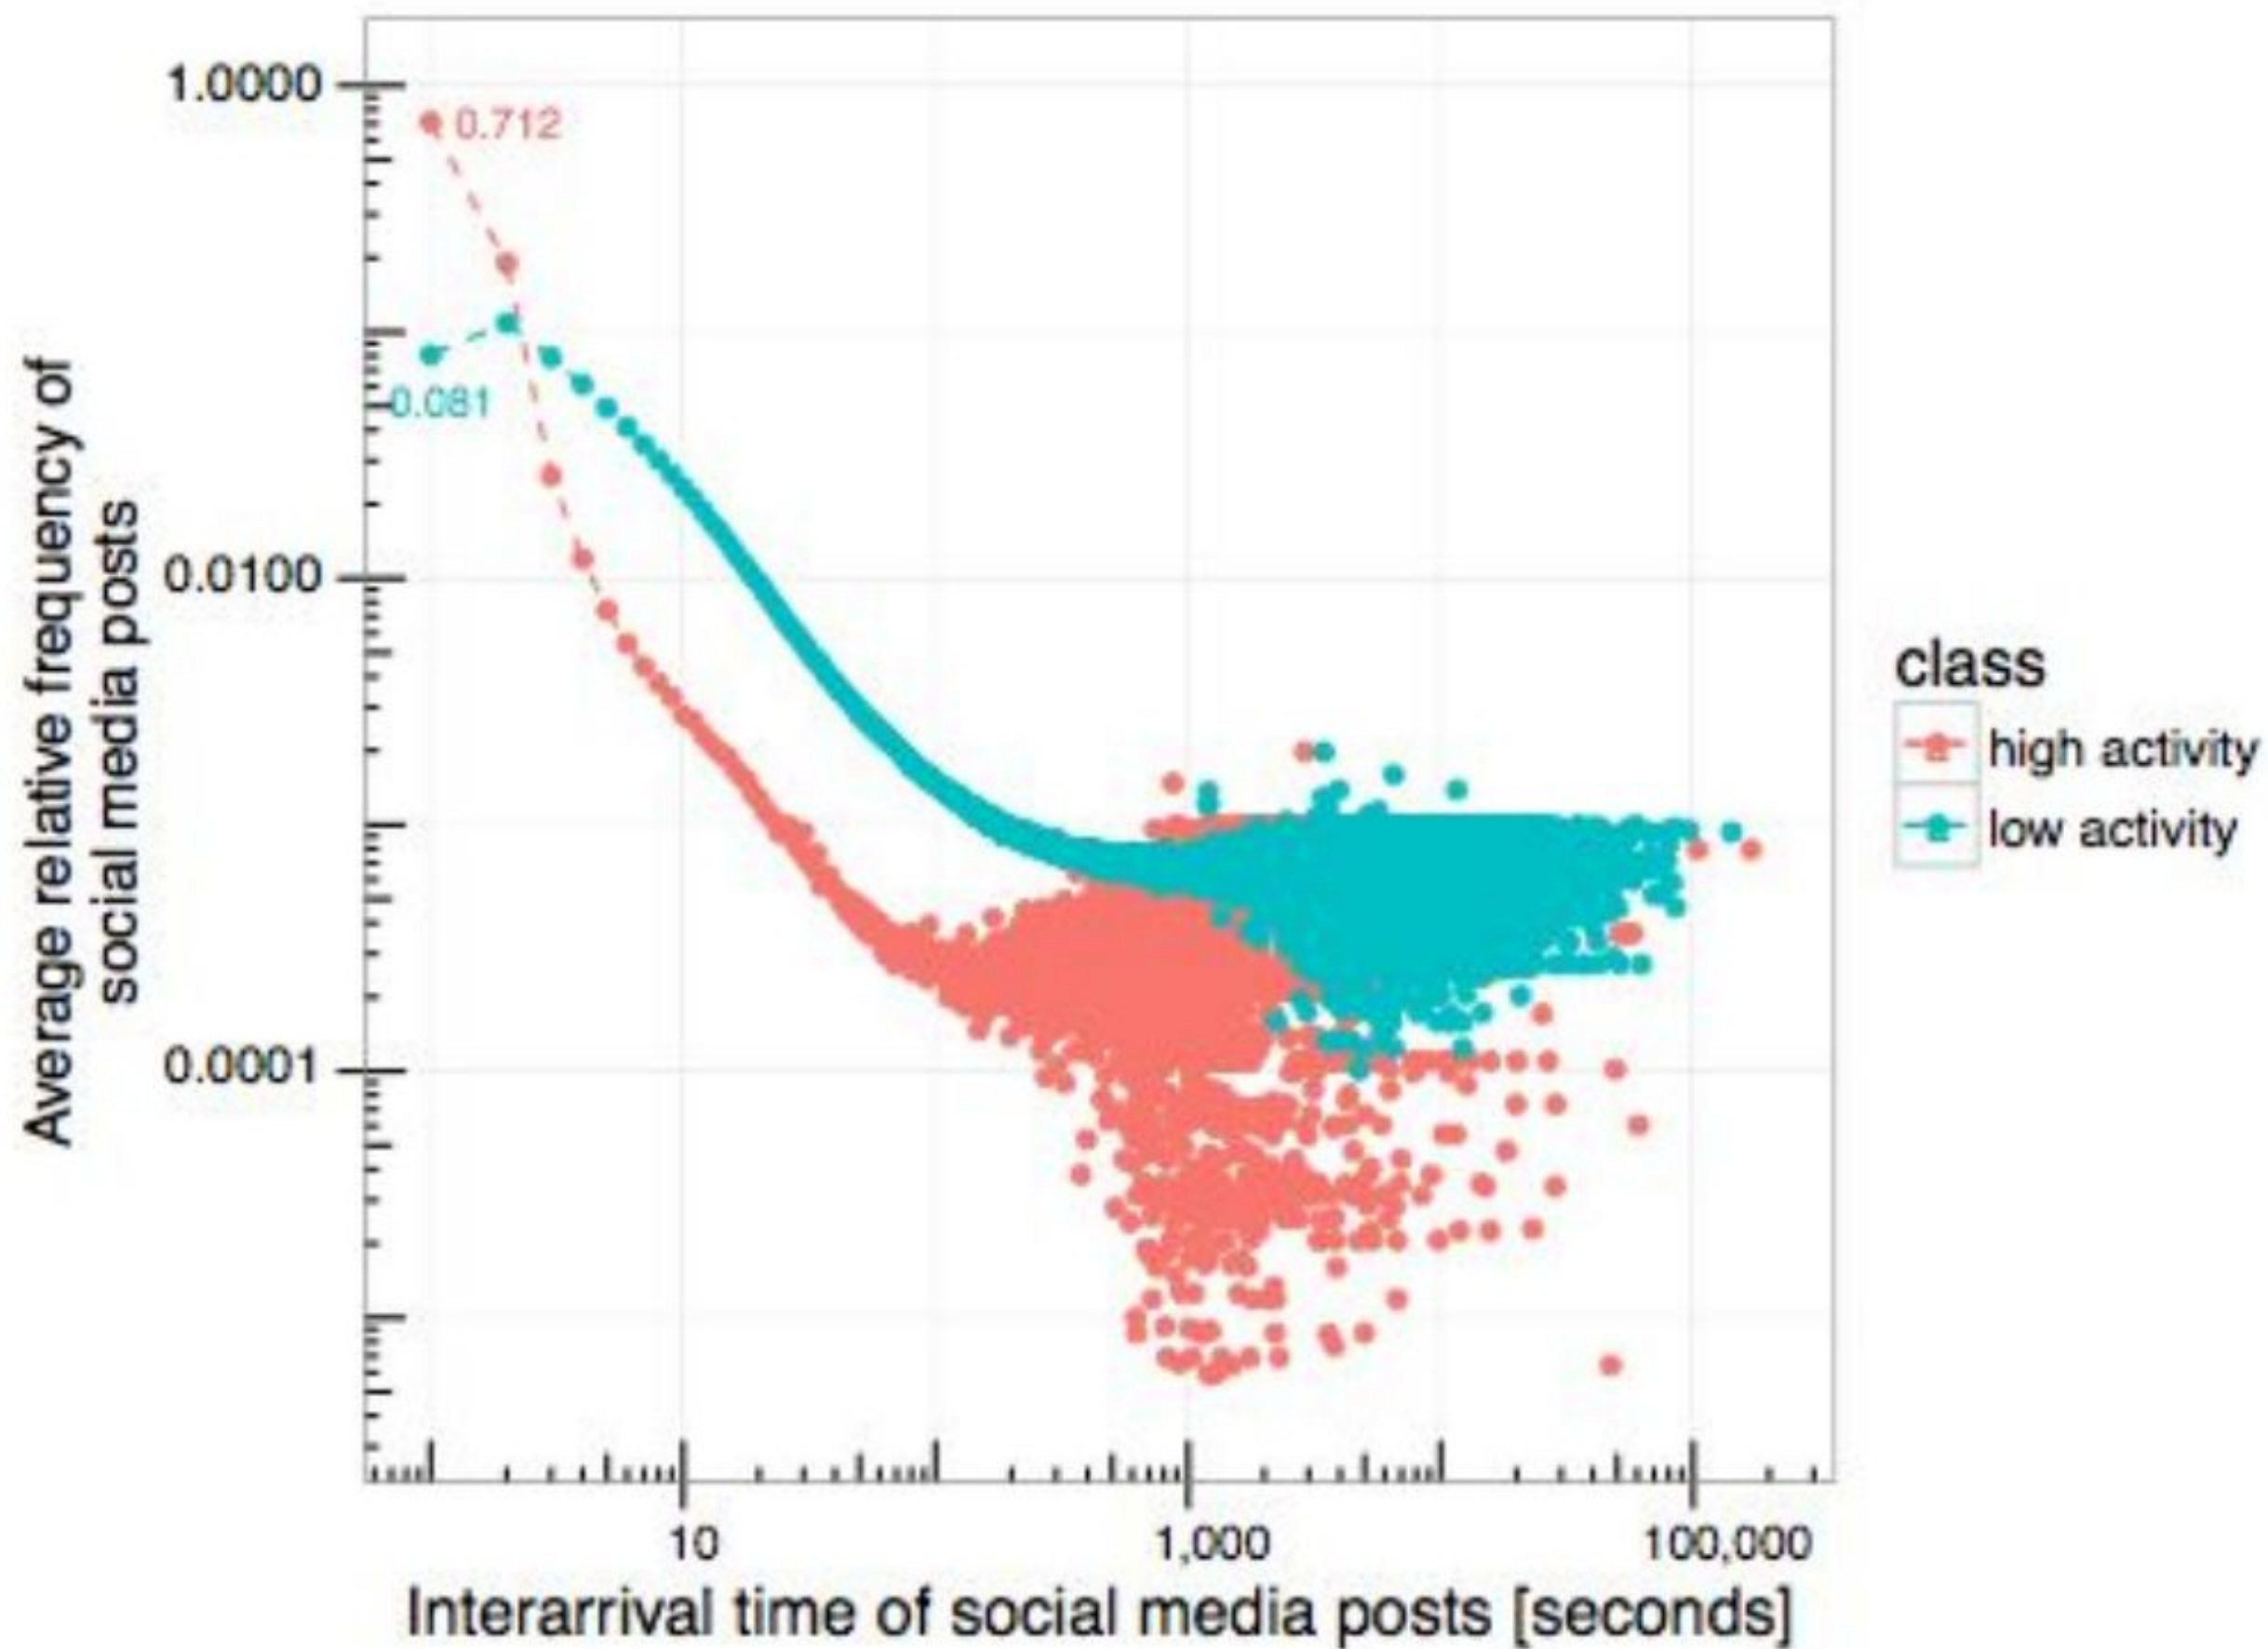 Average relative frequency of
social media posts
1.0000
0.0100
0.0001
0.712
0.081
10
1,000
100,000
Interarrival time of social media posts [seconds]
class
high activity
low activity